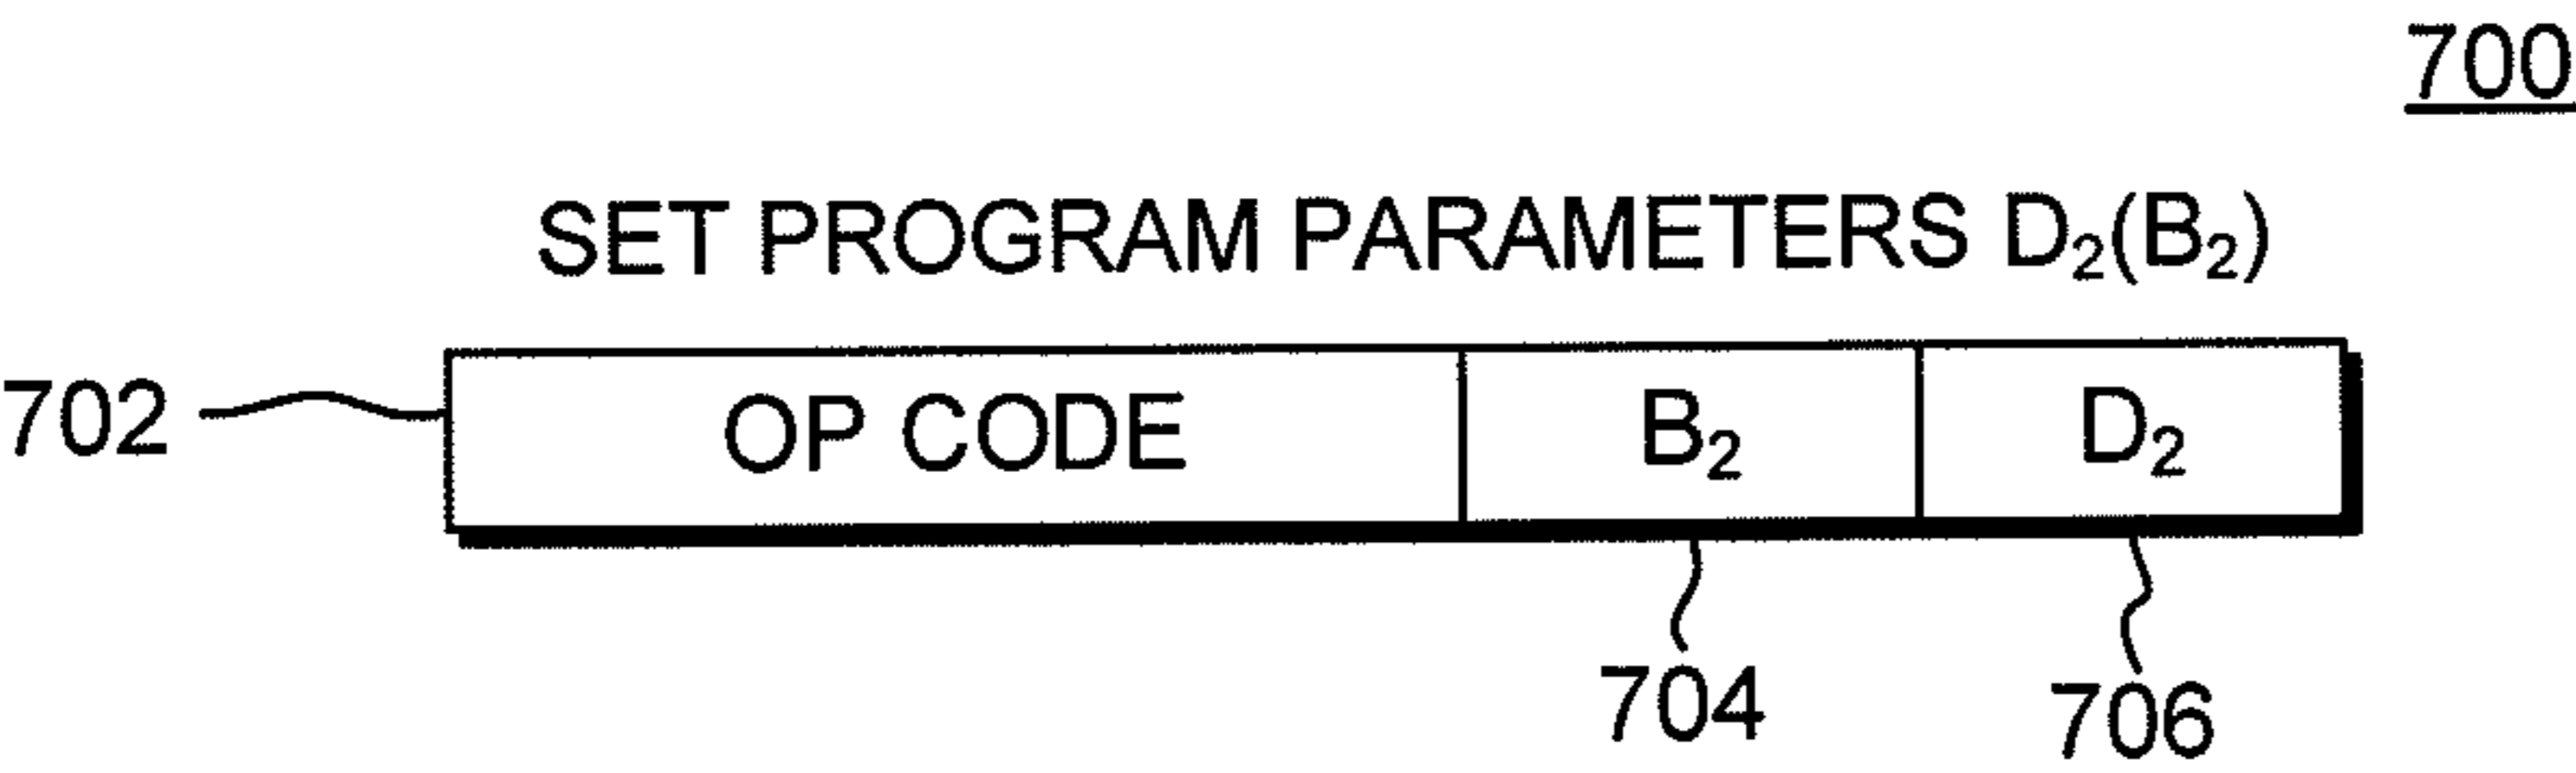 700
SET PROGRAM PARAMETERS D₂(B₂)
702 OP CODE B₂ D₂
704 706